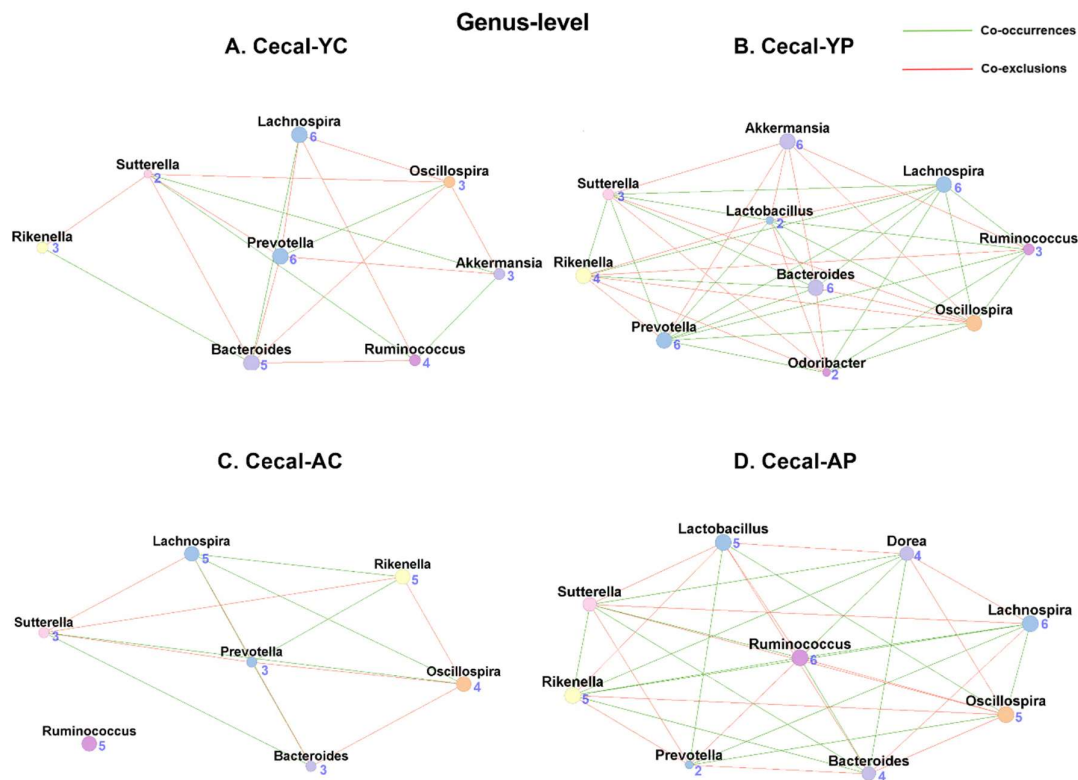 Genus-level
Co-occurrences
Co-exclusions
A. Cecal-YC
Lachnospira
6
Sutterella
2
Oscillospira
3
Rikenella
3
Prevotella
6
Akkermansia
3
Bacteroides
5
Ruminococcus
4
B. Cecal-YP
Akkermansia
6
Lachnospira
6
Sutterella
3
Lactobacillus
2
Ruminococcus
3
Rikenella
4
Bacteroides
6
Oscillospira
Prevotella
6
Odoribacter
2
C. Cecal-AC
Lachnospira
5
Rikenella
5
Sutterella
3
Prevotella
3
Oscillospira
4
Ruminococcus
5
Bacteroides
3
D. Cecal-AP
Lactobacillus
5
Dorea
4
Sutterella
Lachnospira
6
Ruminococcus
6
Rikenella
5
Oscillospira
5
Prevotella
2
Bacteroides
4